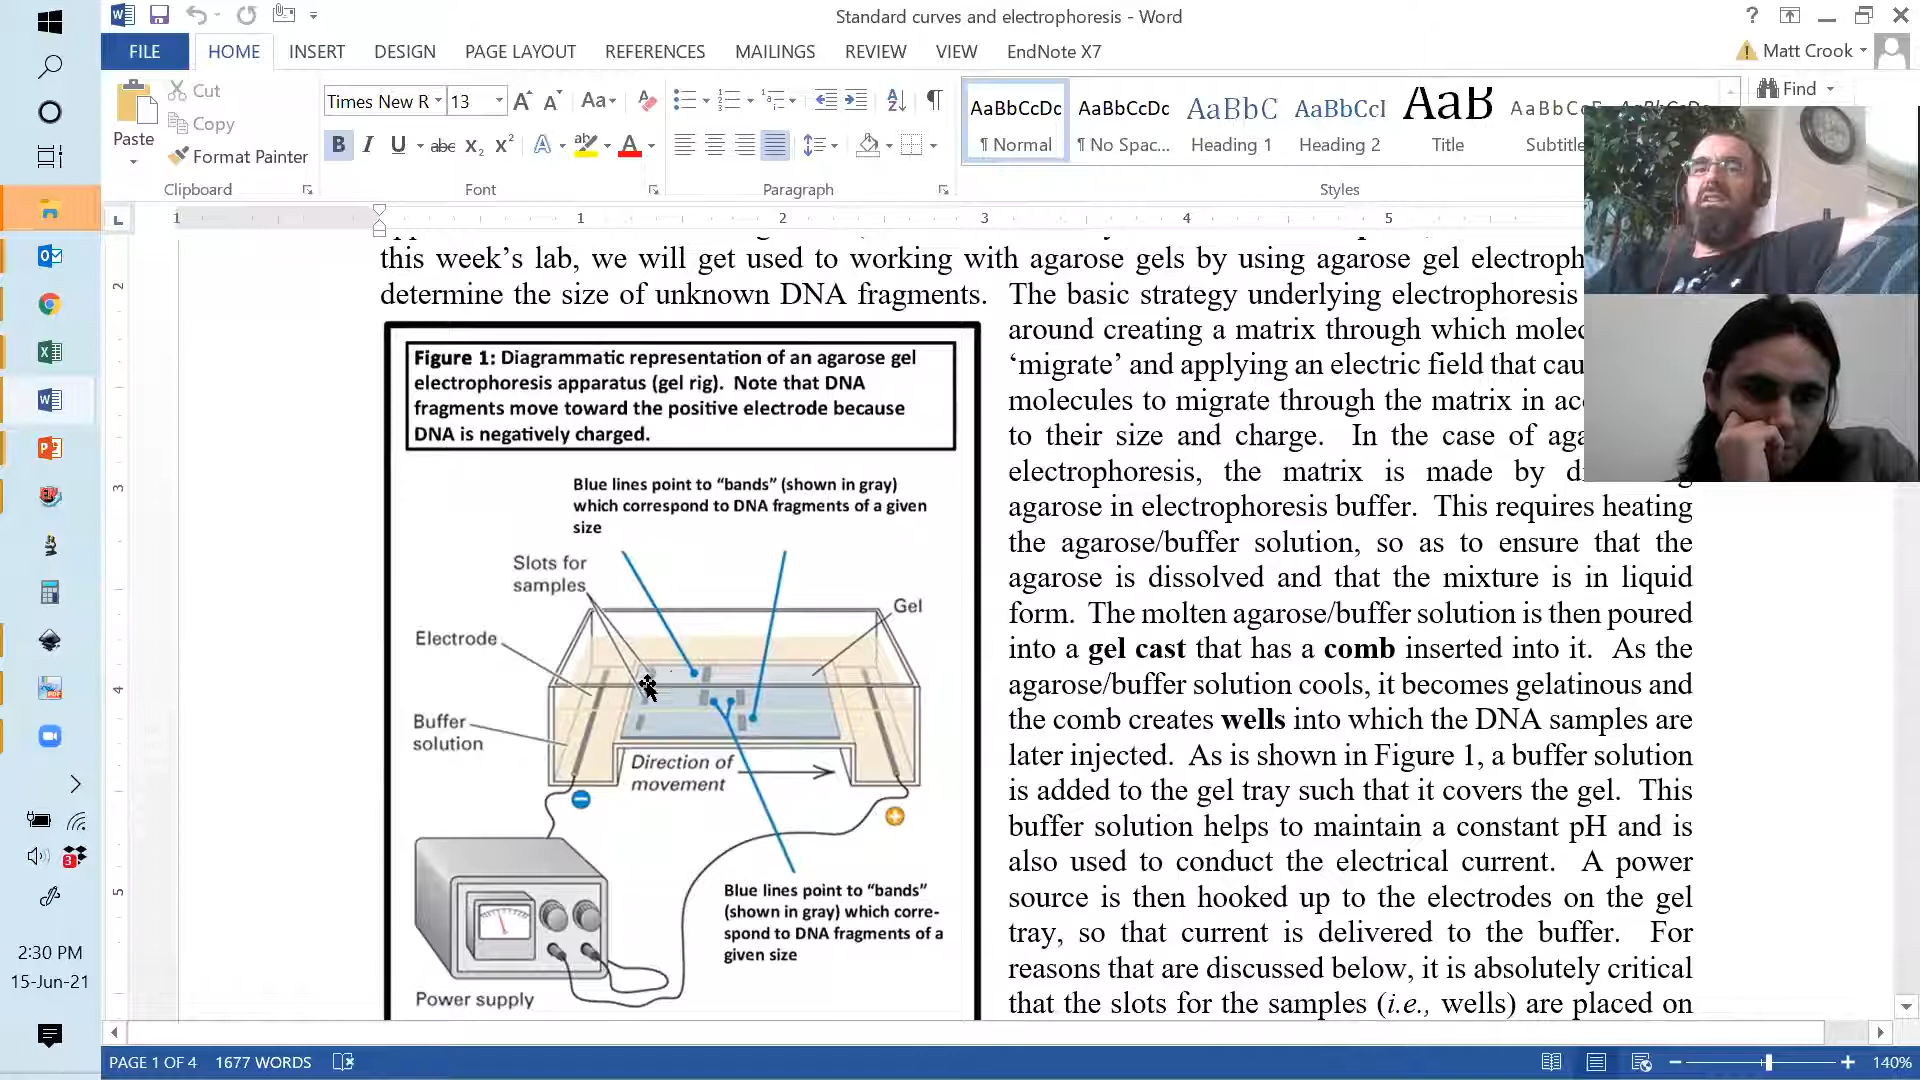 Standard curves and electrophoresis - Word
FILE HOME INSERT DESIGN PAGE LAYOUT REFERENCES MAILINGS REVIEW VIEW EndNote X7
Matt Crook
Paste
Cut
Copy
Format Painter
Clipboard
Times New R 13
Font
Paragraph
AaBbCcDc AaBbCcDc AaBbC AaBbCcI AaB AaBbCcF
¶ Normal ¶ No Spac... Heading 1 Heading 2 Title Subtitle
Styles
Find
1 1 2 3 4 5
2
3
4
5
this week’s lab, we will get used to working with agarose gels by using agarose gel electroph
determine the size of unknown DNA fragments. The basic strategy underlying electrophoresis
around creating a matrix through which molec
‘migrate’ and applying an electric field that cau
molecules to migrate through the matrix in acc
to their size and charge. In the case of aga
electrophoresis, the matrix is made by di
agarose in electrophoresis buffer. This requires heating
the agarose/buffer solution, so as to ensure that the
agarose is dissolved and that the mixture is in liquid
form. The molten agarose/buffer solution is then poured
into a gel cast that has a comb inserted into it. As the
agarose/buffer solution cools, it becomes gelatinous and
the comb creates wells into which the DNA samples are
later injected. As is shown in Figure 1, a buffer solution
is added to the gel tray such that it covers the gel. This
buffer solution helps to maintain a constant pH and is
also used to conduct the electrical current. A power
source is then hooked up to the electrodes on the gel
tray, so that current is delivered to the buffer. For
reasons that are discussed below, it is absolutely critical
that the slots for the samples (i.e., wells) are placed on
Figure 1: Diagrammatic representation of an agarose gel
electrophoresis apparatus (gel rig). Note that DNA
fragments move toward the positive electrode because
DNA is negatively charged.
Blue lines point to “bands” (shown in gray)
which correspond to DNA fragments of a given
size
Slots for
samples
Gel
Electrode
Buffer
solution
Direction of
movement
Blue lines point to “bands”
(shown in gray) which corre-
spond to DNA fragments of a
given size
Power supply
2:30 PM
15-Jun-21
PAGE 1 OF 4 1677 WORDS
140%